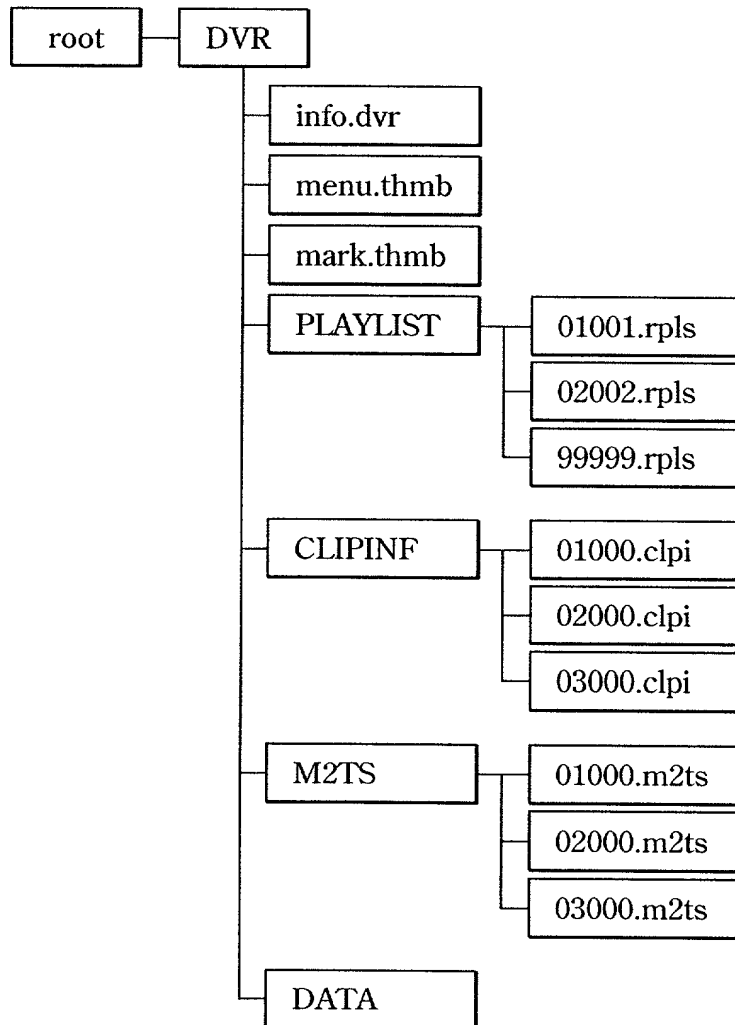 root
DVR
info.dvr
menu.thmb
mark.thmb
PLAYLIST
01001.rpls
02002.rpls
99999.rpls
CLIPINF
01000.clpi
02000.clpi
03000.clpi
M2TS
01000.m2ts
02000.m2ts
03000.m2ts
DATA